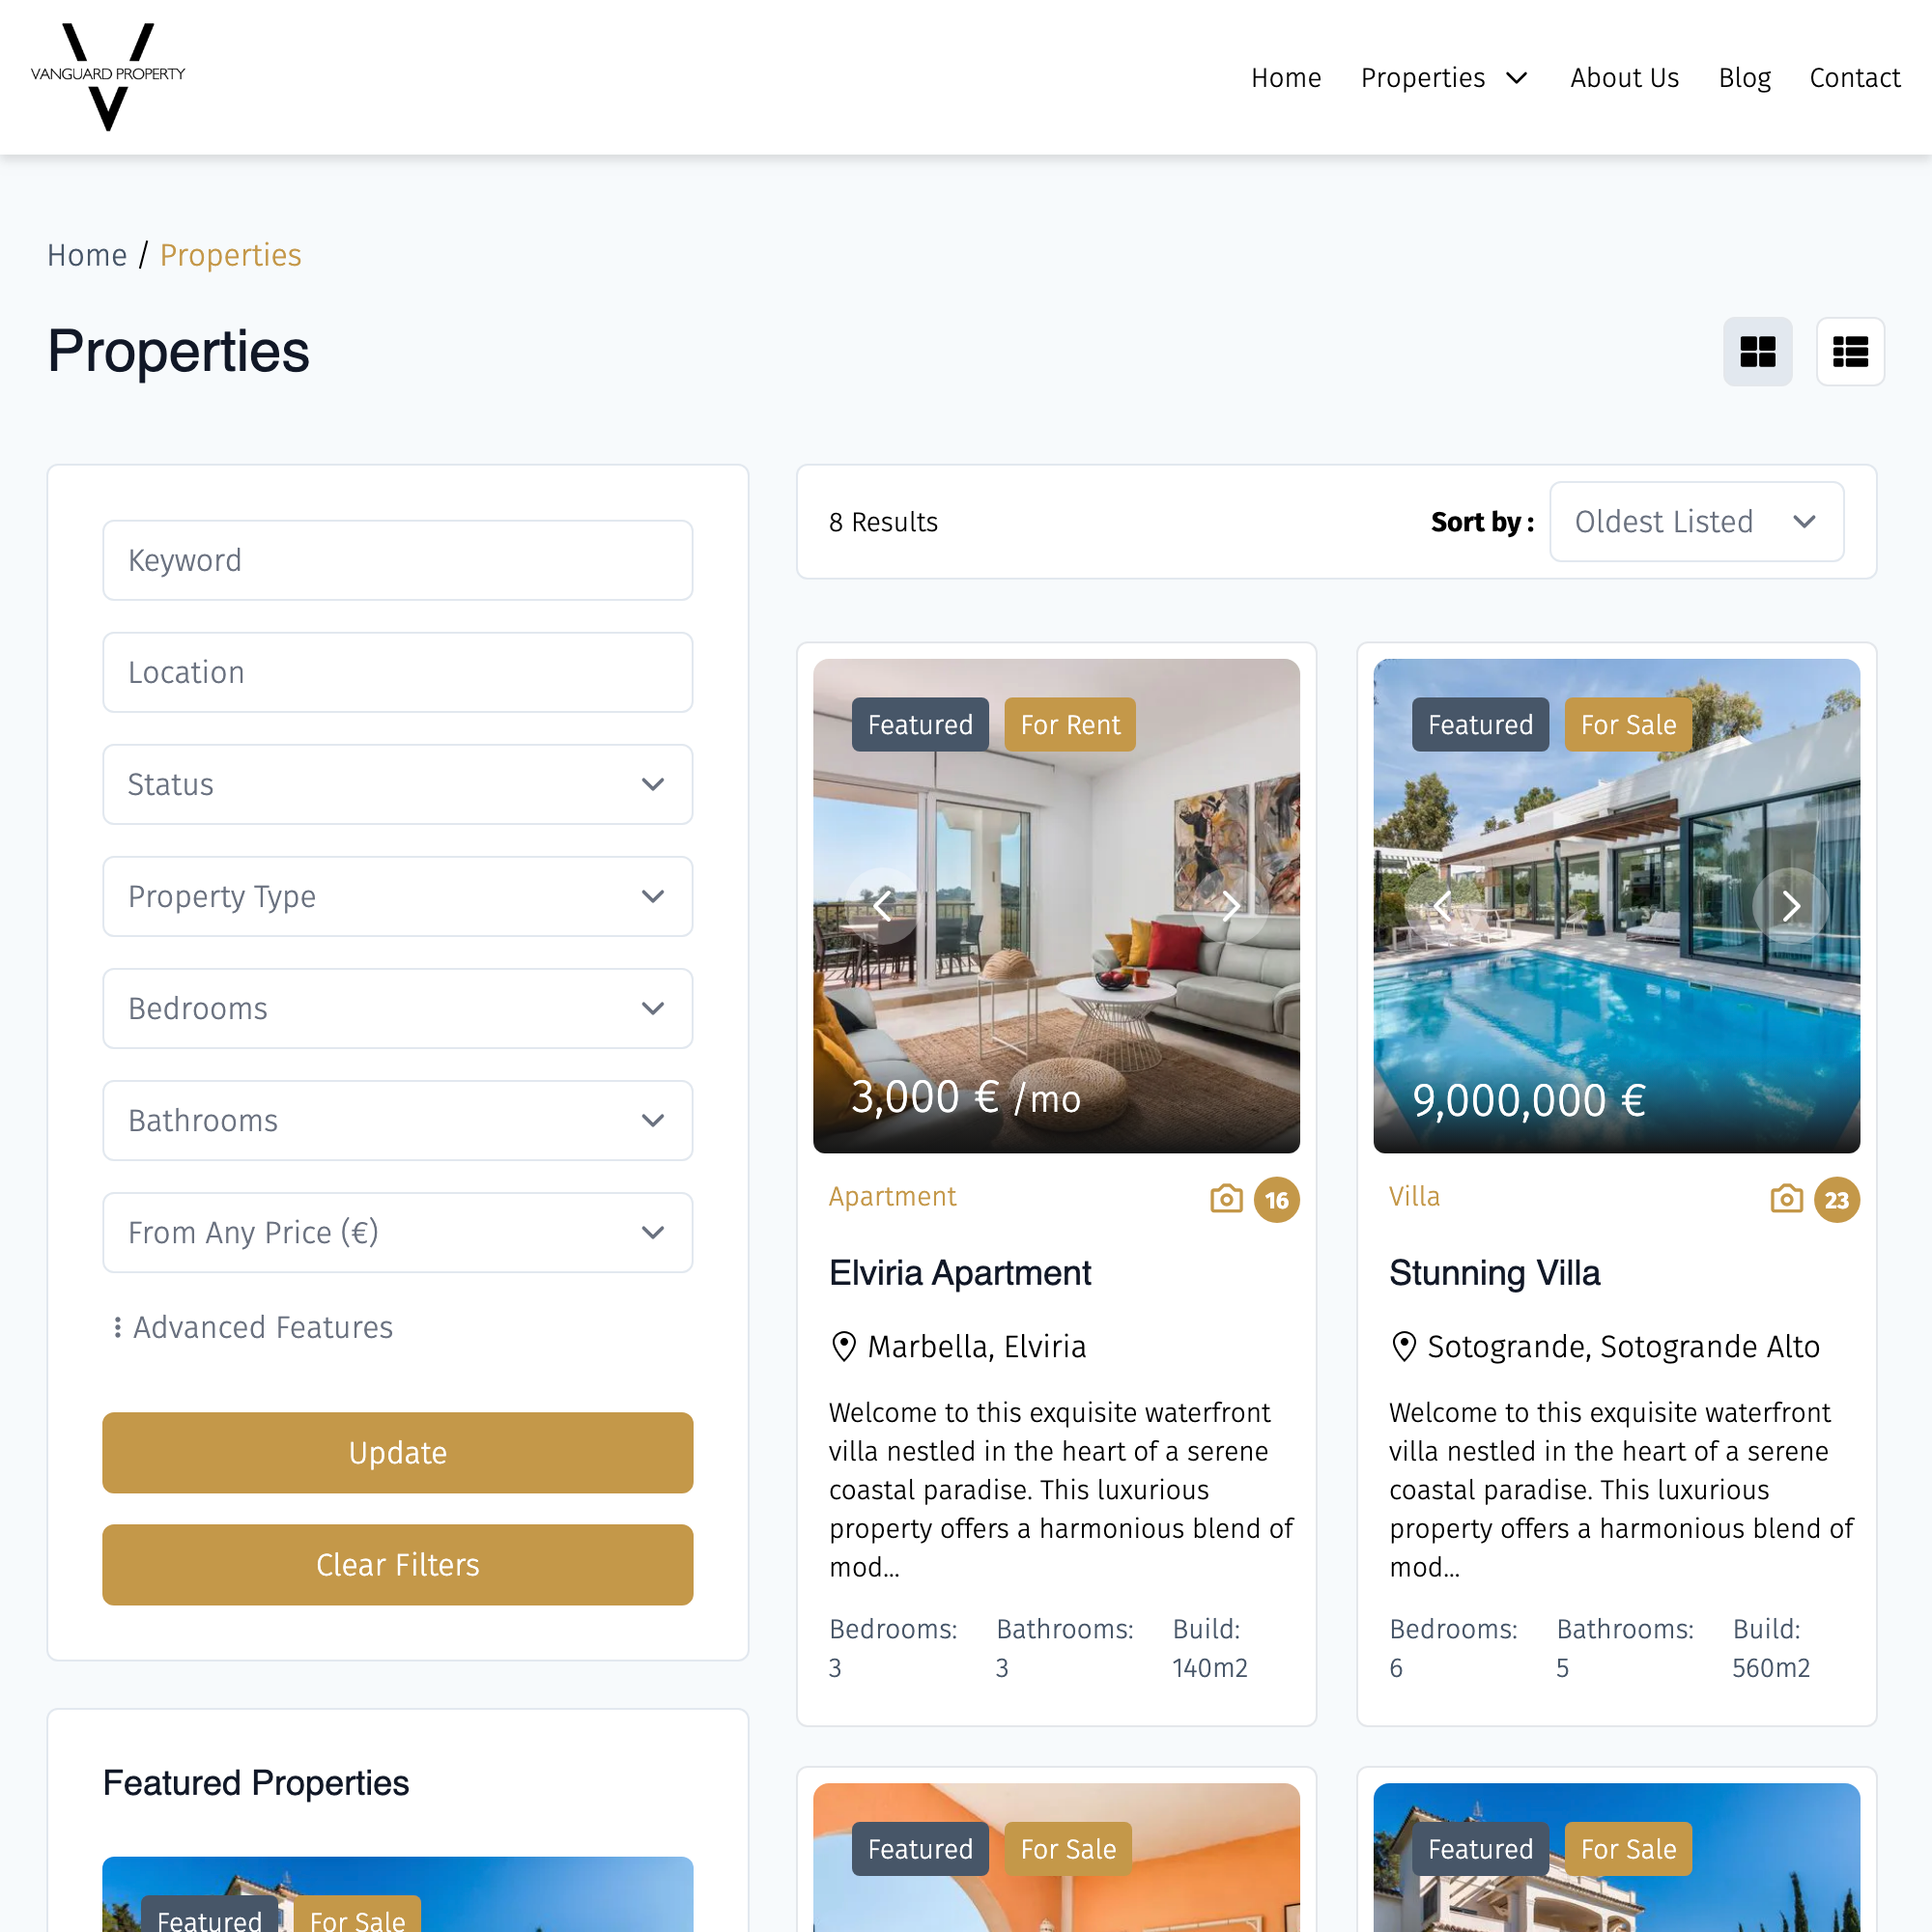 VANGUARD PROPERTY
Home
Properties
About Us
Blog
Contact
Home / Properties
Properties
Keyword
Location
Status
Property Type
Bedrooms
Bathrooms
From Any Price (€)
Advanced Features
Update
Clear Filters
Featured Properties
Featured
For Sale
8 Results
Sort by :
Oldest Listed
Featured
For Rent
3,000 € /mo
Apartment
16
Elviria Apartment
Marbella, Elviria
Welcome to this exquisite waterfront
villa nestled in the heart of a serene
coastal paradise. This luxurious
property offers a harmonious blend of
mod...
Bedrooms:
3
Bathrooms:
3
Build:
140m2
Featured
For Sale
9,000,000 €
Villa
23
Stunning Villa
Sotogrande, Sotogrande Alto
Welcome to this exquisite waterfront
villa nestled in the heart of a serene
coastal paradise. This luxurious
property offers a harmonious blend of
mod...
Bedrooms:
6
Bathrooms:
5
Build:
560m2
Featured
For Sale
Featured
For Sale